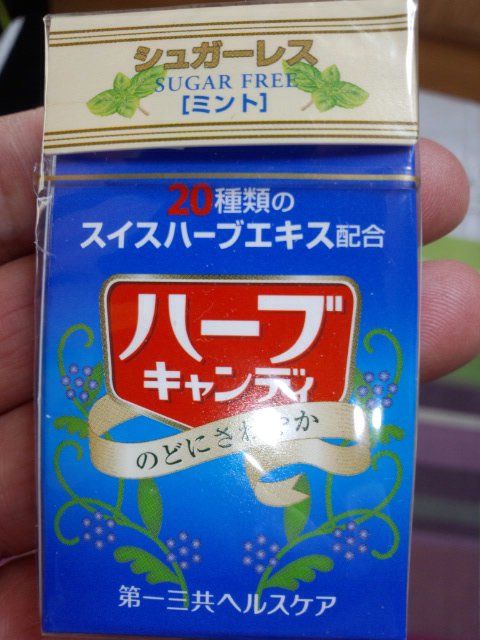 シュガーレス
SUGAR FREE
[ミント]
20種類の
スイスハーブエキス配合
ハーブ
キャンディ
のどにさわやか
第一三共ヘルスケア